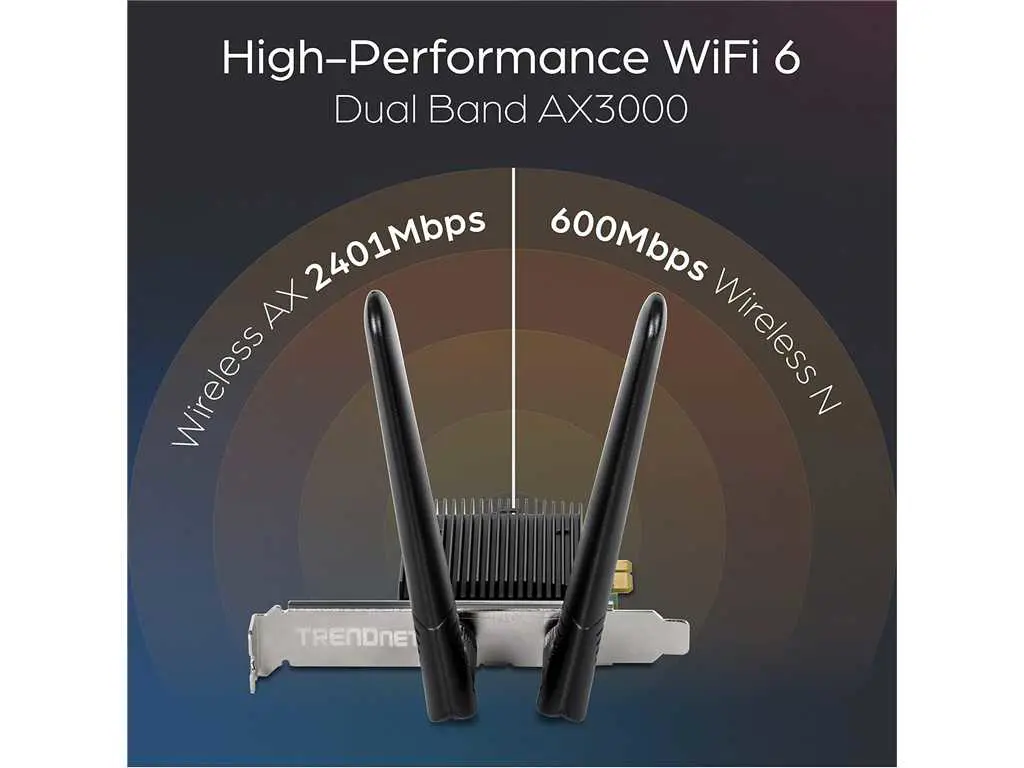 High-Performance WiFi 6
Dual Band AX3000
Wireless AX 2401Mbps
600Mbps Wireless N
TRENDnet